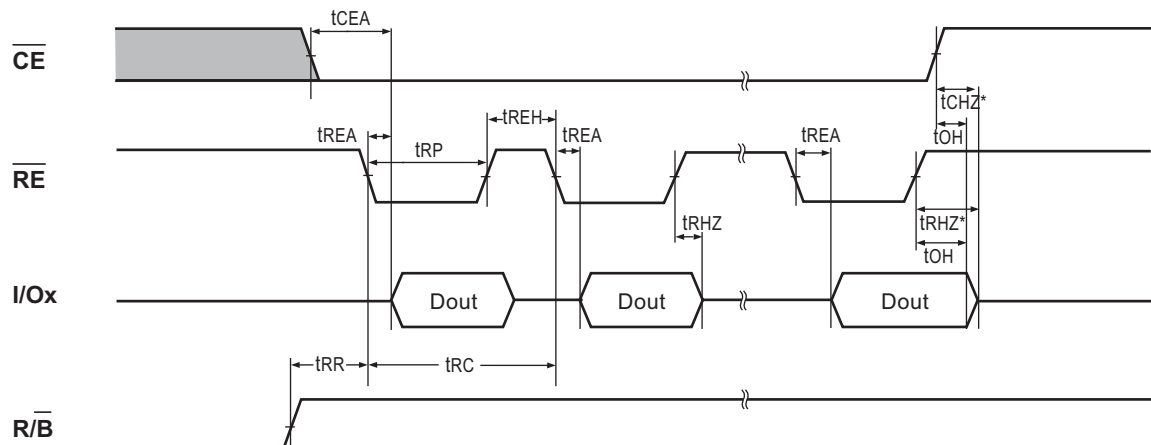 tCEA
CE
tCHZ*
tREH
tREA
tREA
tREA
tOH
tRP
RE
tRHZ
tRHZ*
tOH
I/Ox
Dout
Dout
Dout
tRR
tRC
R/B